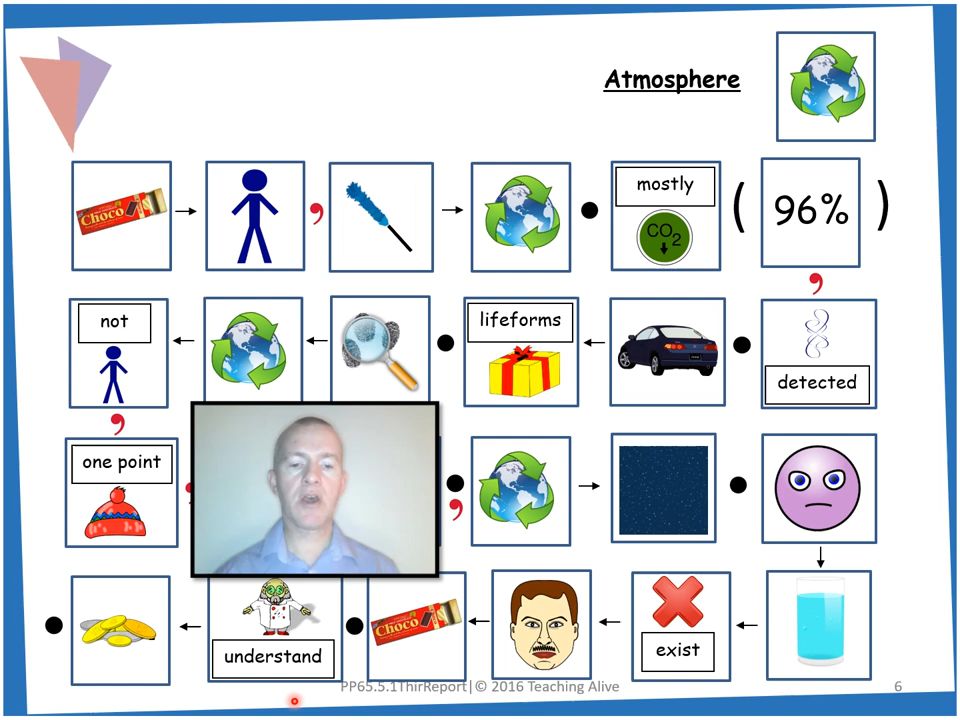 Atmosphere
Choco
mostly
CO2
(96%)
not
lifeforms
detected
one point
Choco
exist
understand
PP65.5.1ThirReport|© 2016 Teaching Alive
6